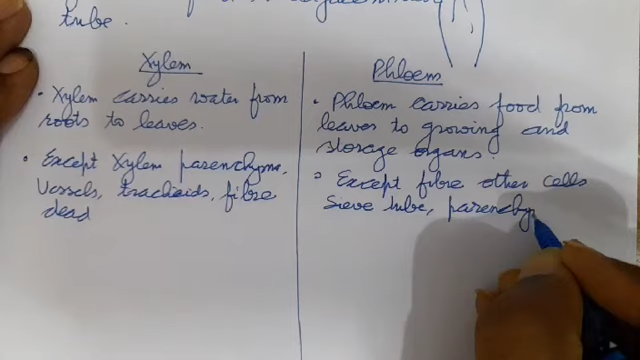 tube.
Xylem
Phloem
• Xylem carries water from
roots to leaves.
• Except Xylem parenchyma,
Vessels, tracheids, fibre
dead
• Phloem carries food from
leaves to growing and
storage organs.
• Except fibre other cells
Sieve tube, parenchy